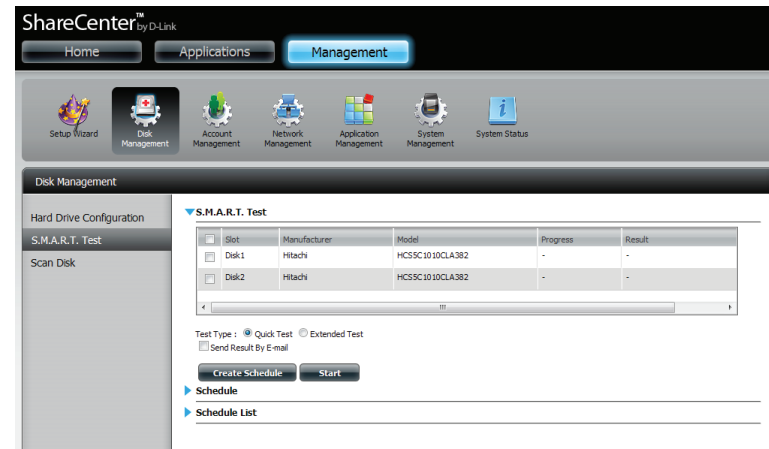 ShareCenter™ by D-Link
Home Applications Management
Setup Wizard
Disk Management
Account Management
Network Management
Application Management
System Management
System Status
Disk Management
Hard Drive Configuration
S.M.A.R.T. Test
Scan Disk
S.M.A.R.T. Test
Slot Manufacturer Model Progress Result
Disk1 Hitachi HCS5C1010CLA382 - -
Disk2 Hitachi HCS5C1010CLA382 - -
Test Type : Quick Test Extended Test
Send Result By E-mail
Create Schedule Start
Schedule
Schedule List